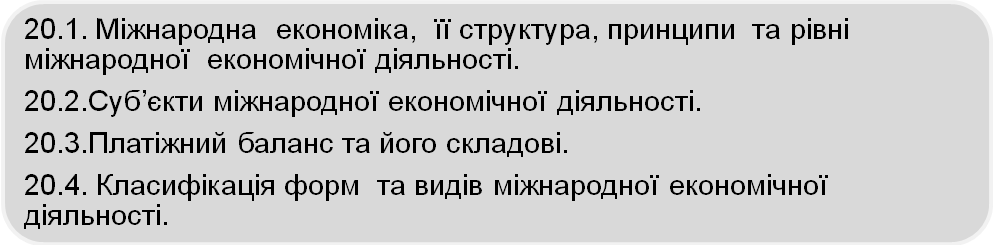 20.1. Міжнародна економіка, її структура, принципи та рівні
міжнародної економічної діяльності.
20.2.Суб’єкти міжнародної економічної діяльності.
20.3.Платіжний баланс та його складові.
20.4. Класифікація форм та видів міжнародної економічної
діяльності.